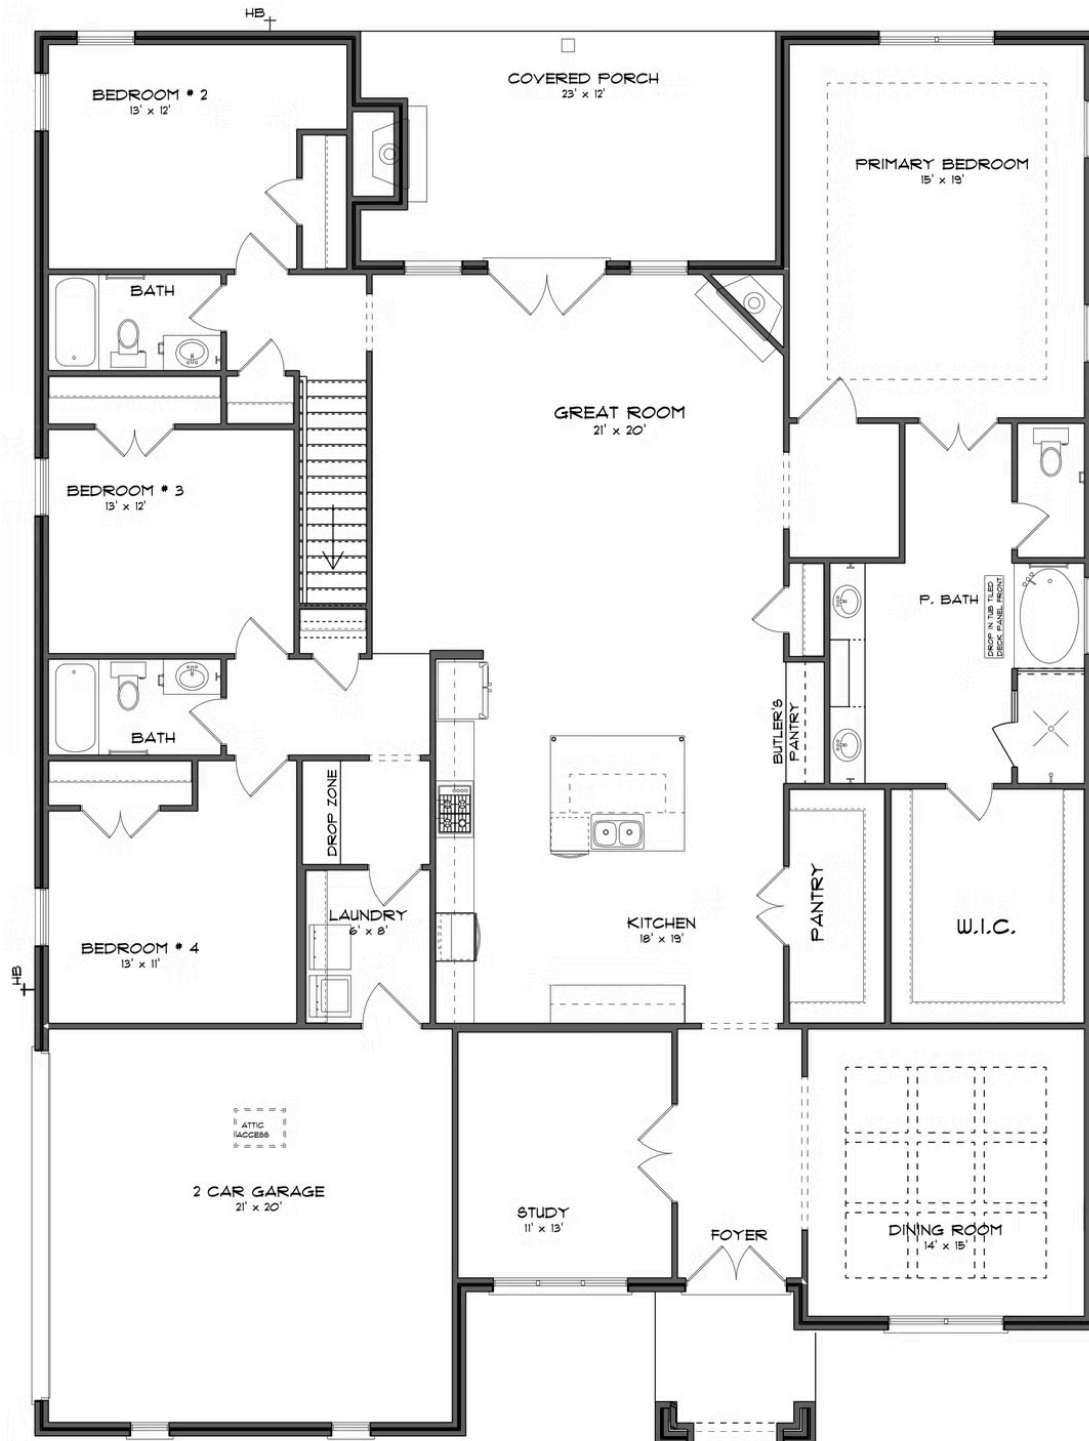 HB
BEDROOM # 2
13' x 12'
COVERED PORCH
23' x 12'
PRIMARY BEDROOM
15' x 19'
BATH
GREAT ROOM
21' x 20'
BEDROOM # 3
13' x 12'
P. BATH
DROP IN TUB TILED
DECK, PANEL FRONT
BUTLER'S
PANTRY
BATH
DROP ZONE
LAUNDRY
6' x 8'
KITCHEN
18' x 19'
PANTRY
W.I.C.
BEDROOM # 4
13' x 11'
HB
ATTIC
ACCESS
2 CAR GARAGE
21' x 20'
STUDY
11' x 13'
FOYER
DINING ROOM
14' x 15'